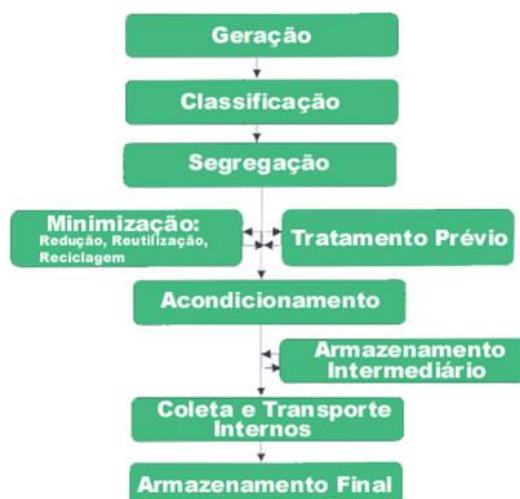 Geração
Classificação
Segregação
Minimização:
Redução, Reutilização,
Reciclagem
Tratamento Prévio
Acondicionamento
Armazenamento
Intermediário
Coleta e Transporte
Internos
Armazenamento Final